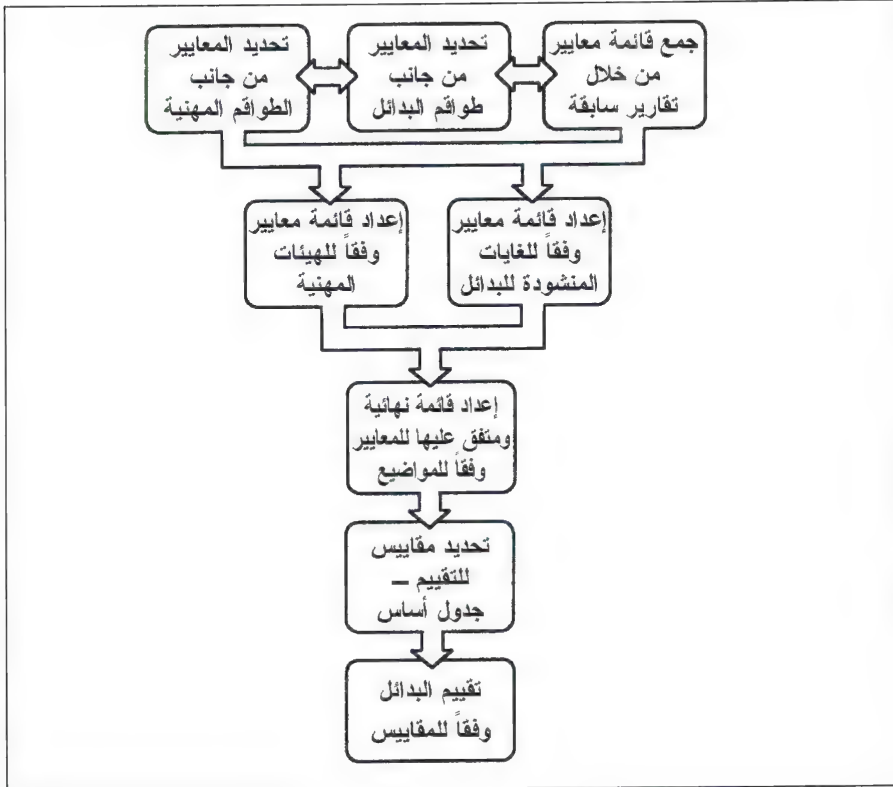 جمع قائمة معايير
من خلال
تقارير سابقة
تحديد المعايير
من جانب
طواقم البدائل
تحديد المعايير
من جانب
الطواقم المهنية
إعداد قائمة معايير
وفقاً للغايات
المنشودة للبدائل
إعداد قائمة معايير
وفقاً للهيئات
المهنية
إعداد قائمة نهائية
ومتفق عليها للمعايير
وفقاً للمواضيع
تحديد مقاييس
للتقييم –
جدول أساس
تقييم البدائل
وفقاً للمقاييس